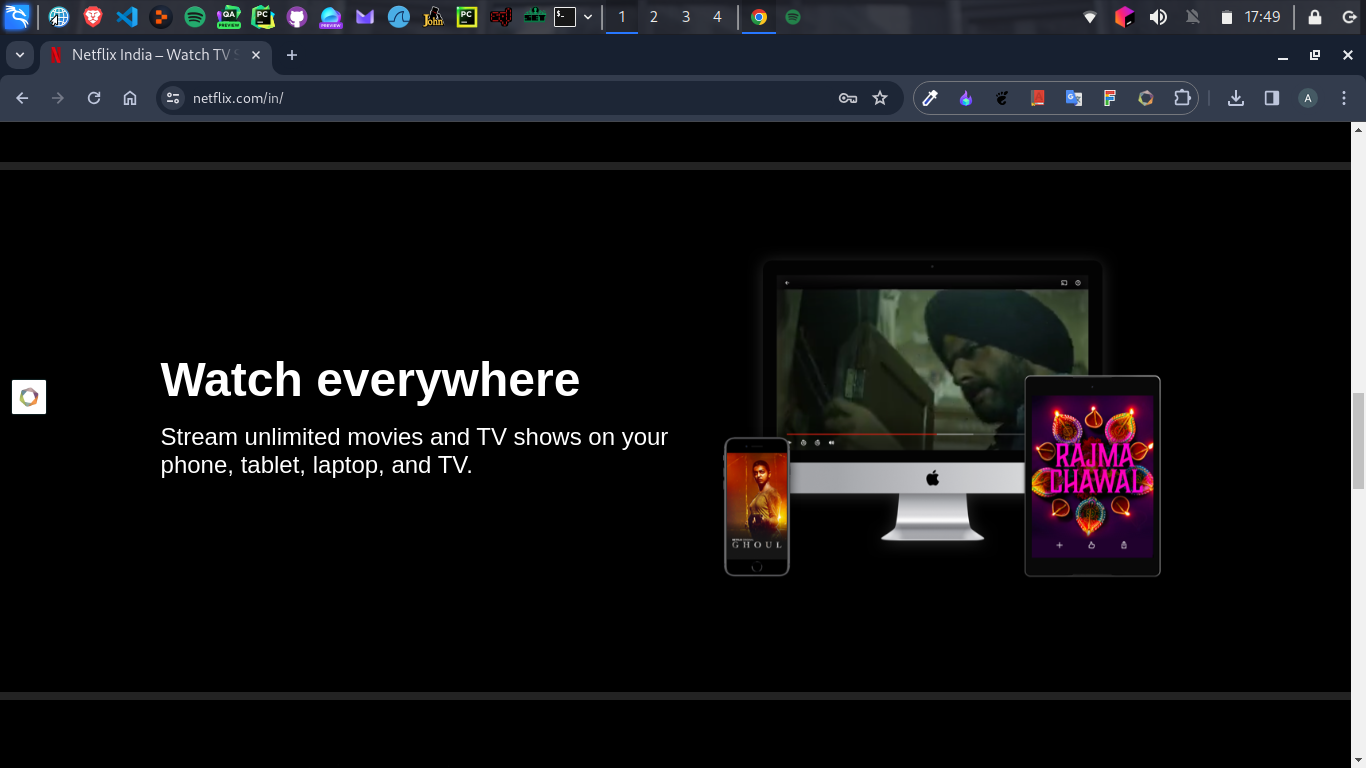 1 2 3 4
17:49
Netflix India – Watch TV S
netflix.com/in/
A
Watch everywhere
Stream unlimited movies and TV shows on your
phone, tablet, laptop, and TV.
RAJMA
CHAWAL
GHOUL